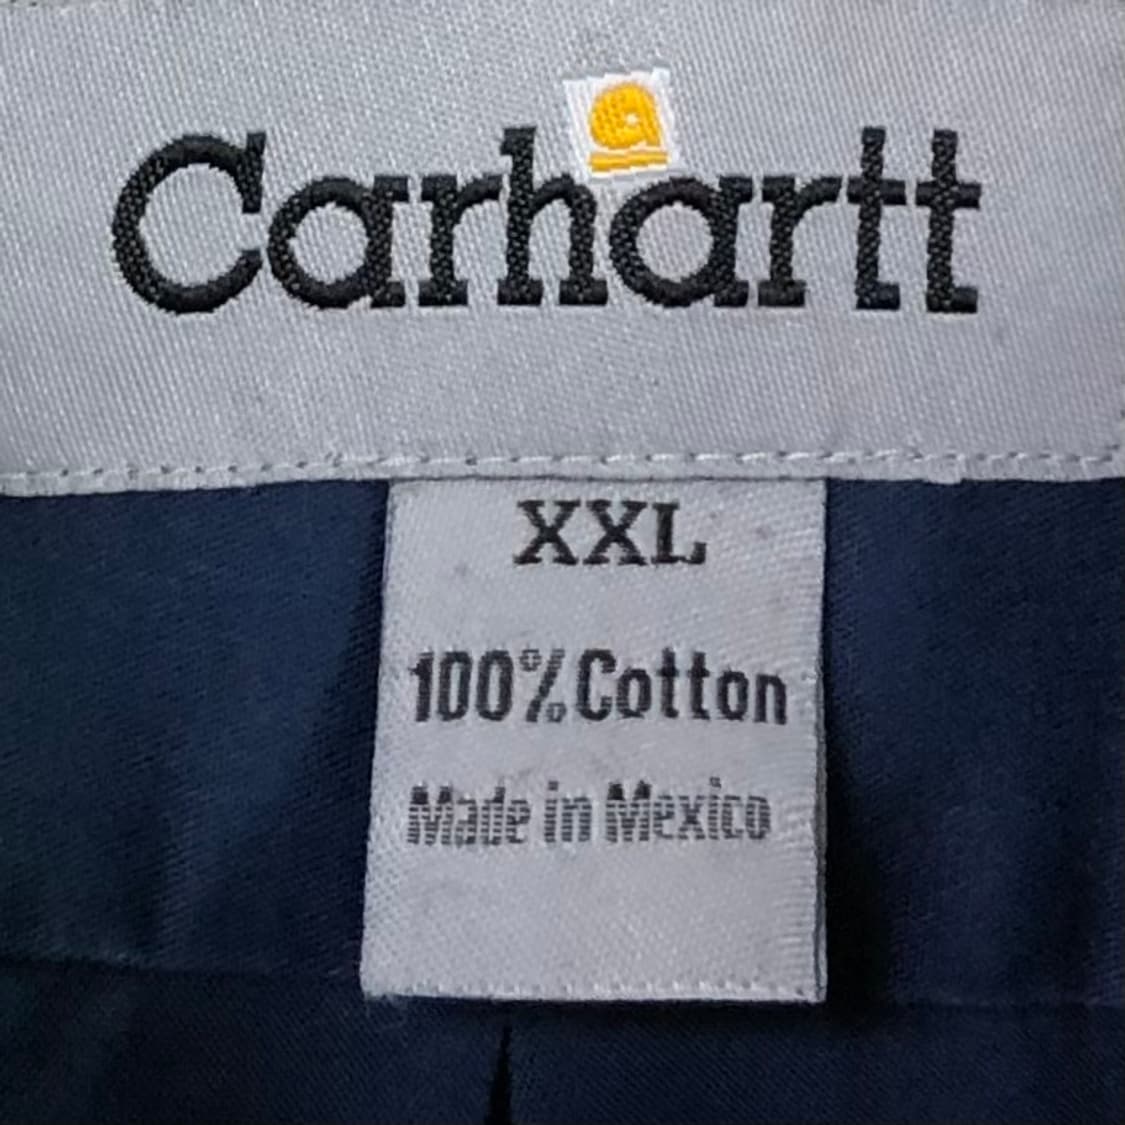 Carhartt
XXL
100% Cotton
Made in Mexico